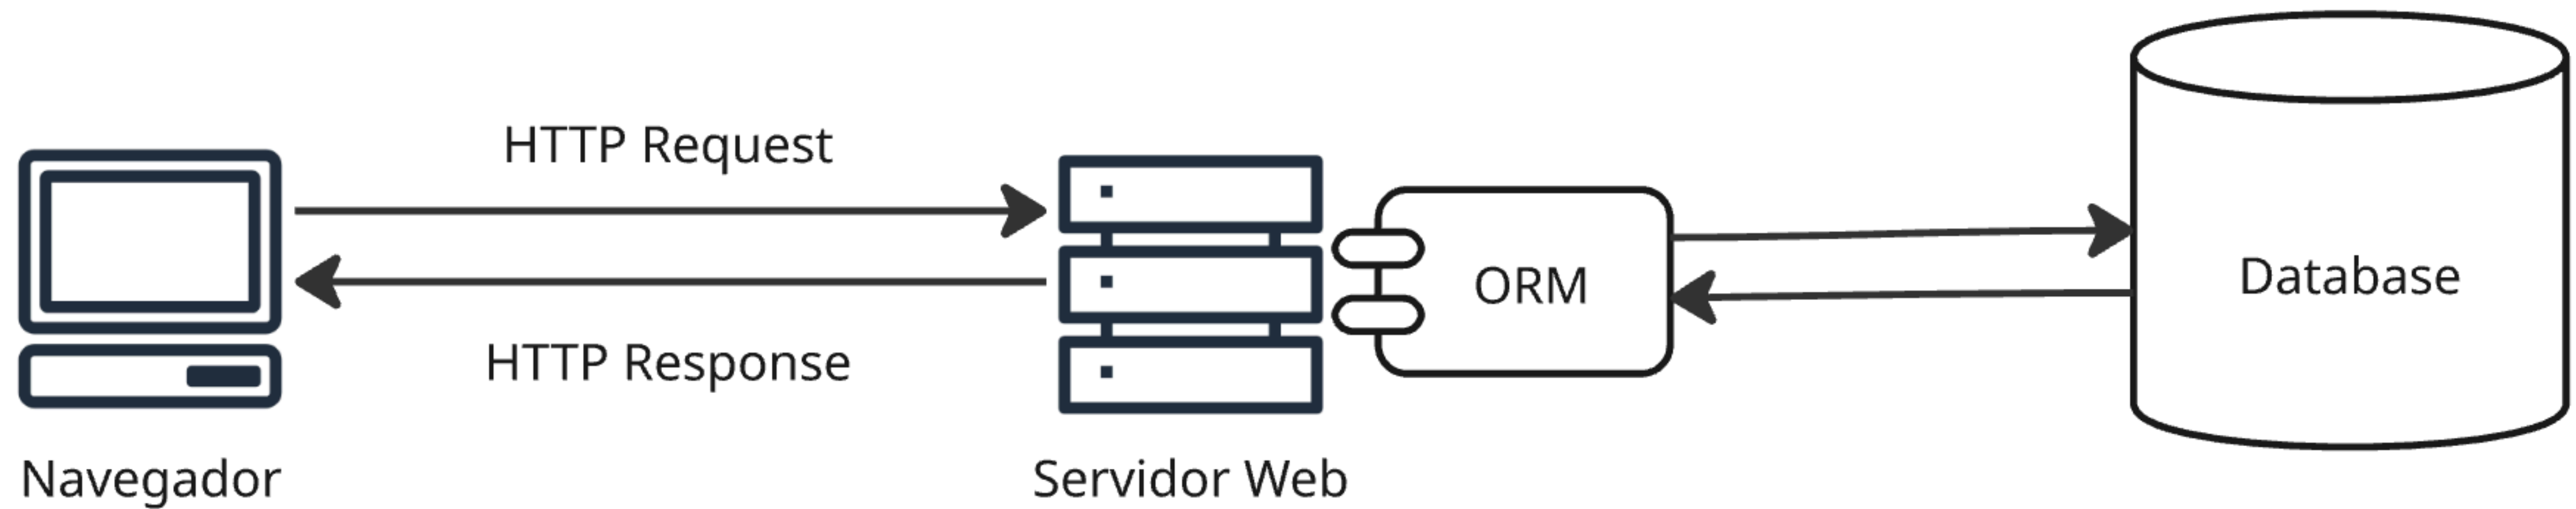 HTTP Request
HTTP Response
Navegador
Servidor Web
ORM
Database